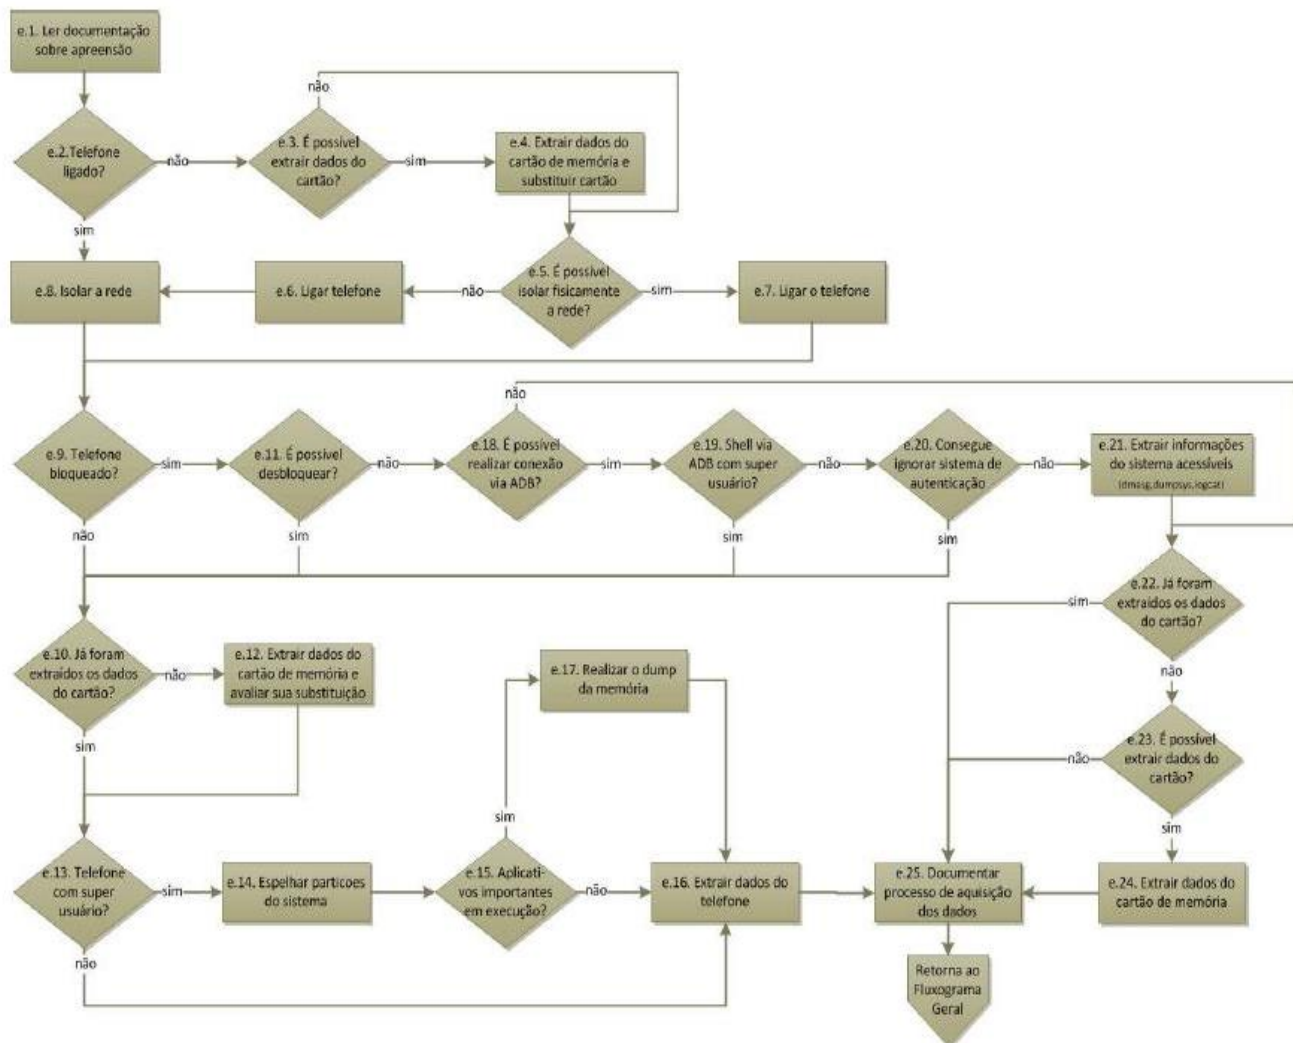 e.1. Ler documentação
sobre apreensão
não
e.2.Telefone
ligado?
não
e.3. É possível
extrair dados do
cartão?
sim
e.4. Extrair dados do
cartão de memória e
substituir cartão
sim
e.8. Isolar a rede
e.6. Ligar telefone
não
e.5. É possível
isolar fisicamente
a rede?
sim
e.7. Ligar o telefone
não
e.9. Telefone
bloqueado?
sim
e.11. É possível
desbloquear?
não
e.18. É possível
realizar conexão
via ADB?
sim
e.19. Shell via
ADB com super
usuário?
não
e.20. Consegue
ignorar sistema de
autenticação
não
e.21. Extrair informações
do sistema acessíveis
(dmesg,dumpsys,logcat)
não
sim
sim
sim
e.22. Já foram
extraídos os dados
do cartão?
sim
não
e.10. Já foram
extraídos os dados
do cartão?
não
e.12. Extrair dados do
cartão de memória e
avaliar sua substituição
e.17. Realizar o dump
da memória
sim
e.23. É possível
extrair dados do
cartão?
não
sim
sim
e.13. Telefone
com super
usuário?
sim
e.14. Espelhar particoes
do sistema
e.15. Aplicati-
vos importantes
em execução?
não
e.16. Extrair dados do
telefone
e.25. Documentar
processo de aquisição
dos dados
e.24. Extrair dados do
cartão de memória
não
Retorna ao
Fluxograma
Geral